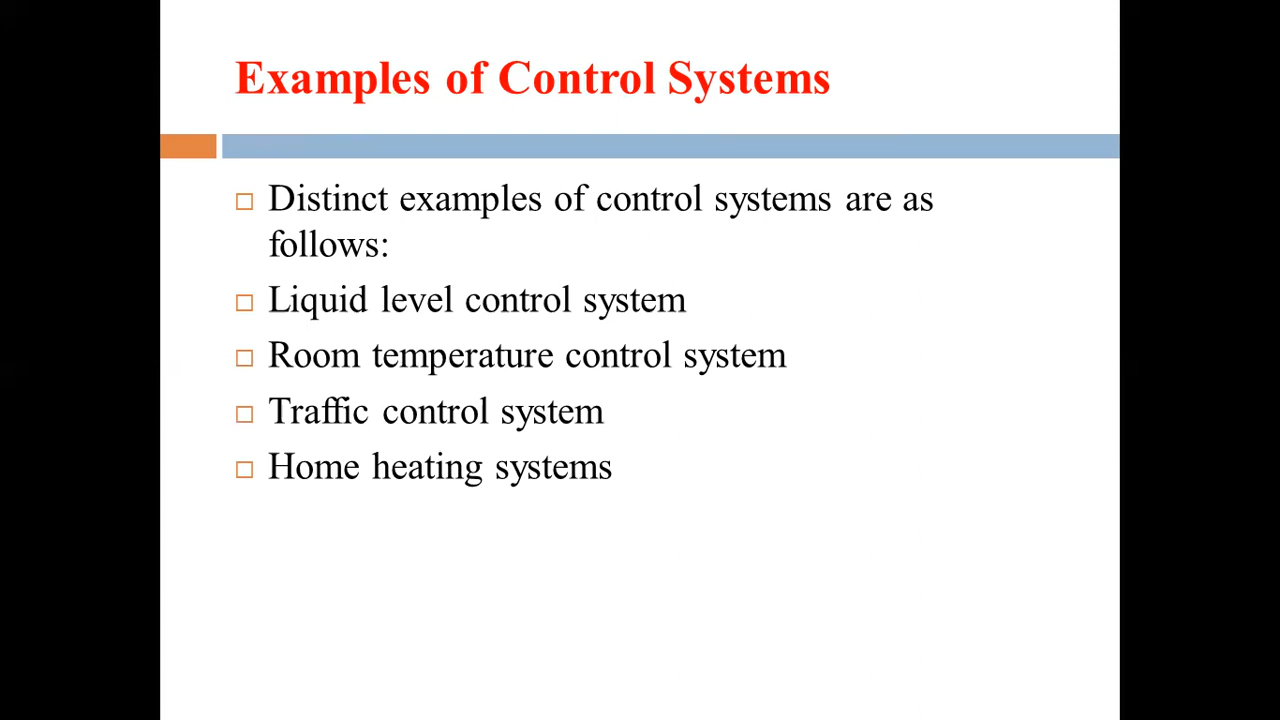 Examples of Control Systems
Distinct examples of control systems are as
follows:
Liquid level control system
Room temperature control system
Traffic control system
Home heating systems